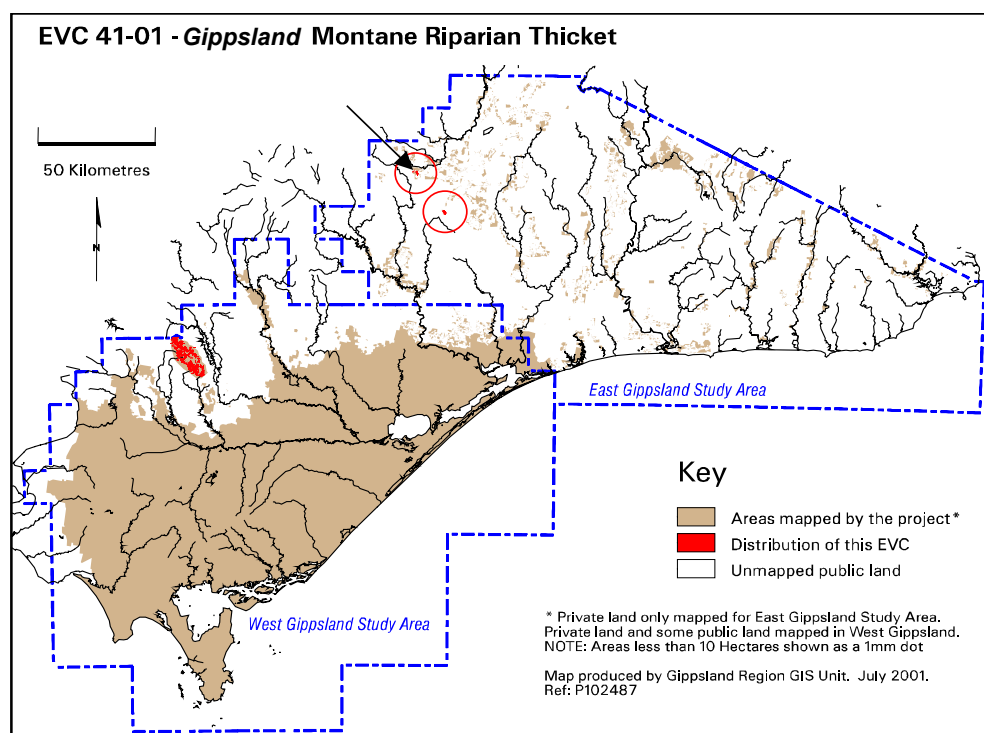 EVC 41-01 - Gippsland Montane Riparian Thicket
50 Kilometres
N
East Gippsland Study Area
West Gippsland Study Area
Key
Areas mapped by the project*
Distribution of this EVC
Unmapped public land
* Private land only mapped for East Gippsland Study Area.
Private land and some public land mapped in West Gippsland.
NOTE: Areas less than 10 Hectares shown as a 1mm dot
Map produced by Gippsland Region GIS Unit. July 2001.
Ref: P102487